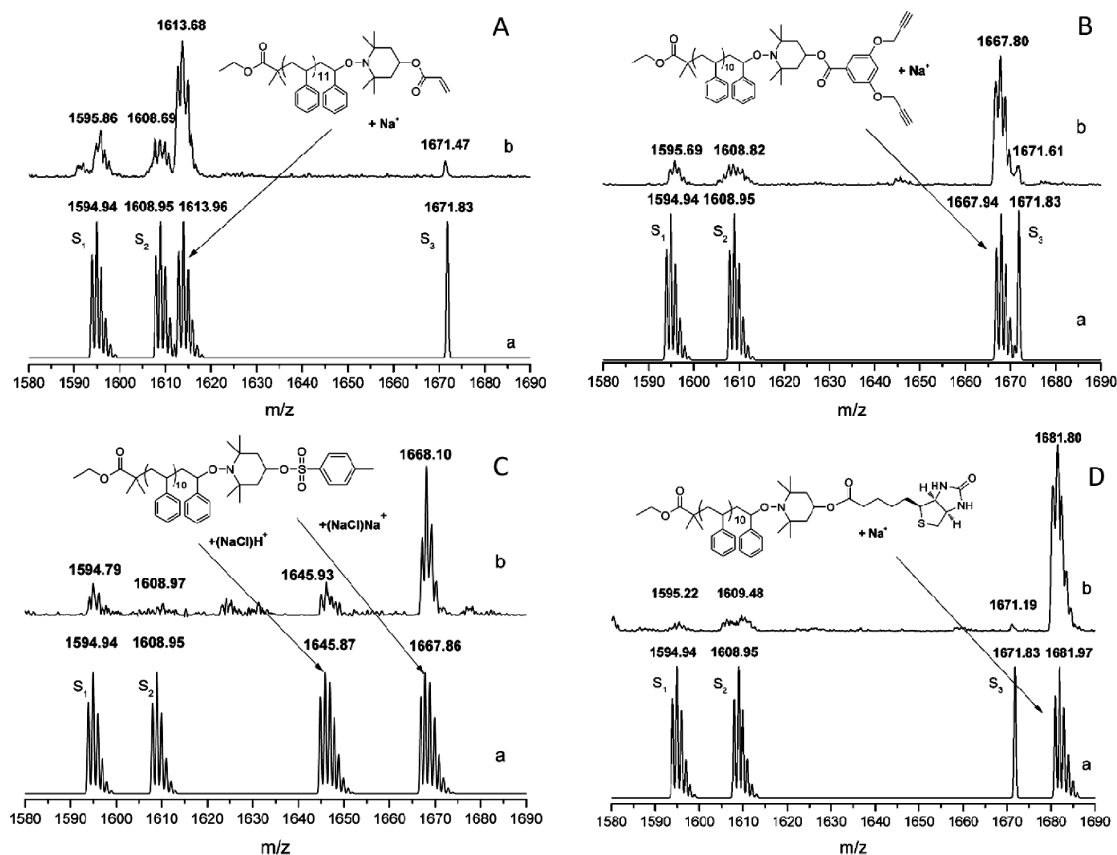 A
1613.68
1595.86
1608.69
1671.47
b
O
O
11
O
N
O
O
+ Na⁺
1594.94
1608.95
1613.96
1671.83
S₁
S₂
S₃
a
1580 1590 1600 1610 1620 1630 1640 1650 1660 1670 1680 1690
m/z
B
1667.80
1595.69
1608.82
1671.61
b
O
O
10
O
N
O
O
O
O
+ Na⁺
1594.94
1608.95
1667.94
1671.83
S₁
S₂
S₃
a
1580 1590 1600 1610 1620 1630 1640 1650 1660 1670 1680 1690
m/z
C
1668.10
O
O
10
O
N
O
S
O
O
+(NaCl)H⁺
+(NaCl)Na⁺
1594.79
1608.97
1645.93
b
1594.94
1608.95
1645.87
1667.86
S₁
S₂
a
1580 1590 1600 1610 1620 1630 1640 1650 1660 1670 1680 1690
m/z
D
1681.80
O
O
10
O
N
O
O
H
HN
O
NH
S
H
+ Na⁺
1595.22
1609.48
1671.19
b
1594.94
1608.95
1671.83
1681.97
S₁
S₂
S₃
a
1580 1590 1600 1610 1620 1630 1640 1650 1660 1670 1680 1690
m/z